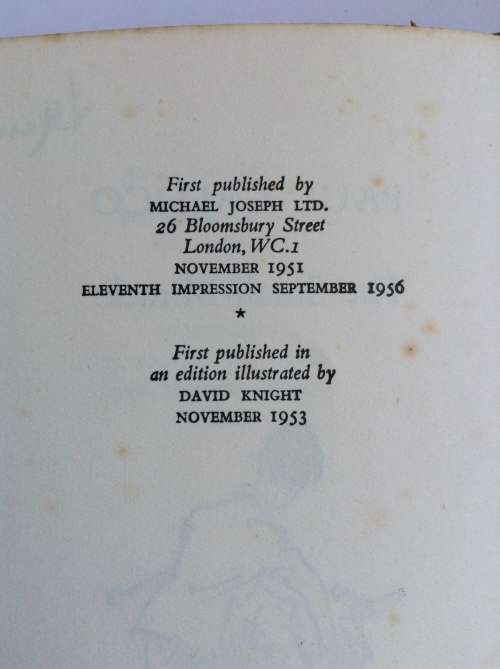 First published by
MICHAEL JOSEPH LTD.
26 Bloomsbury Street
London, WC.1
NOVEMBER 1951
ELEVENTH IMPRESSION SEPTEMBER 1956
*
First published in
an edition illustrated by
DAVID KNIGHT
NOVEMBER 1953